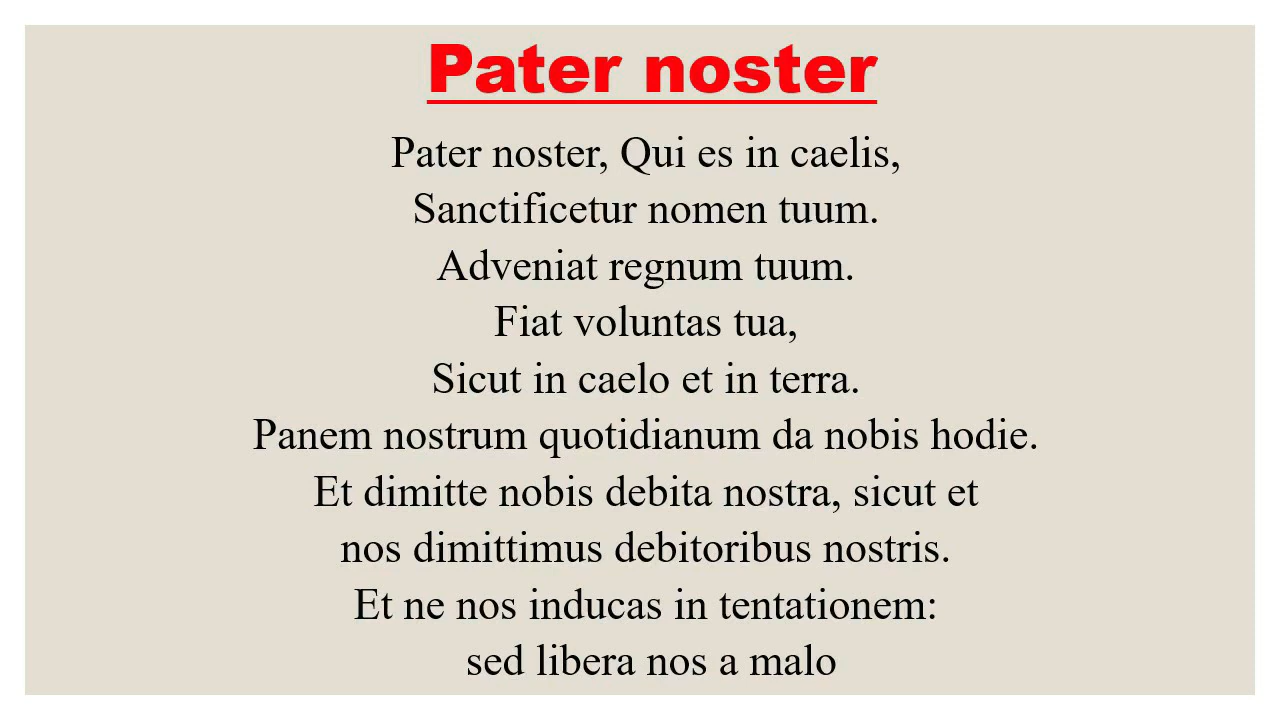 Pater noster
Pater noster, Qui es in caelis,
Sanctificetur nomen tuum.
Adveniat regnum tuum.
Fiat voluntas tua,
Sicut in caelo et in terra.
Panem nostrum quotidianum da nobis hodie.
Et dimitte nobis debita nostra, sicut et
nos dimittimus debitoribus nostris.
Et ne nos inducas in tentationem:
sed libera nos a malo